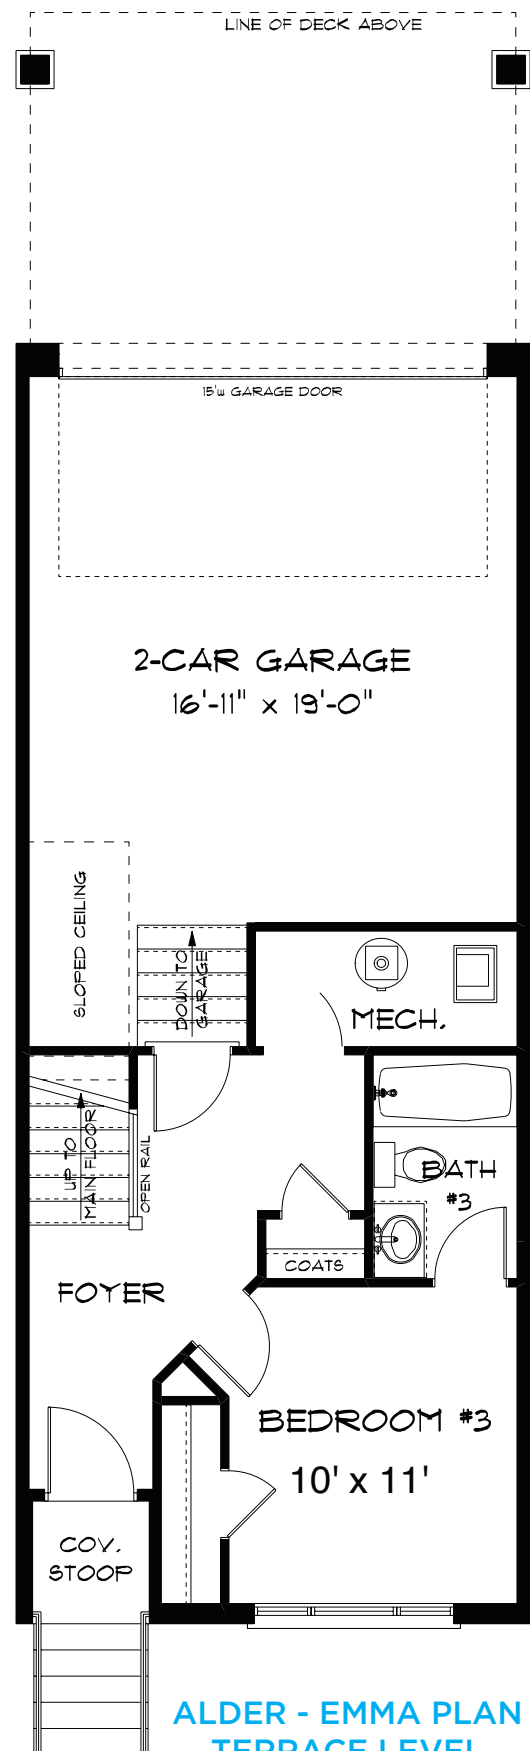 LINE OF DECK ABOVE
15'w GARAGE DOOR
2-CAR GARAGE
16'-11" x 19'-0"
SLOPED CEILING
DOWN TO
GARAGE
MECH.
UP TO
MAIN FLOOR
OPEN RAIL
BATH
#3
COATS
FOYER
BEDROOM #3
10' x 11'
COV.
STOOP
ALDER - EMMA PLAN
TERRACE LEVEL